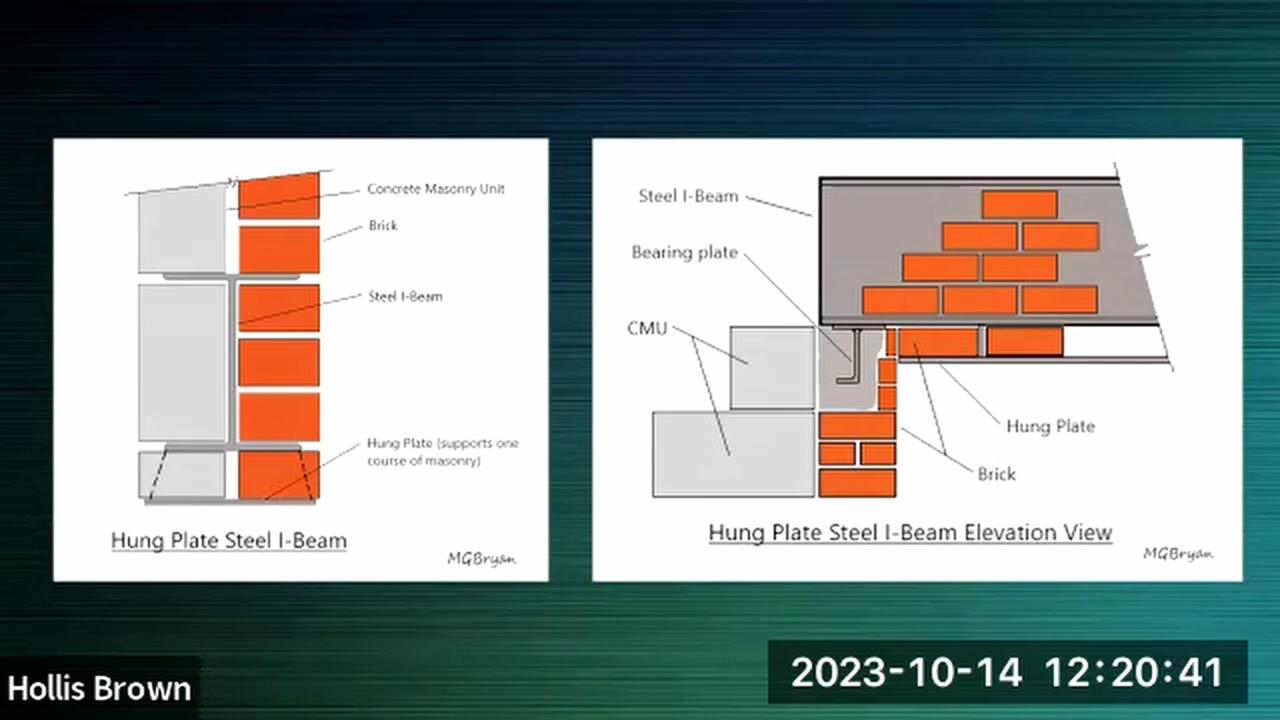 Concrete Masonry Unit
Brick
Steel I-Beam
Hung Plate (supports one
course of masonry)
Hung Plate Steel I-Beam
MGBryan
Steel I-Beam
Bearing plate
CMU
Hung Plate
Brick
Hung Plate Steel I-Beam Elevation View
MGBryan
Hollis Brown
2023-10-14 12:20:41